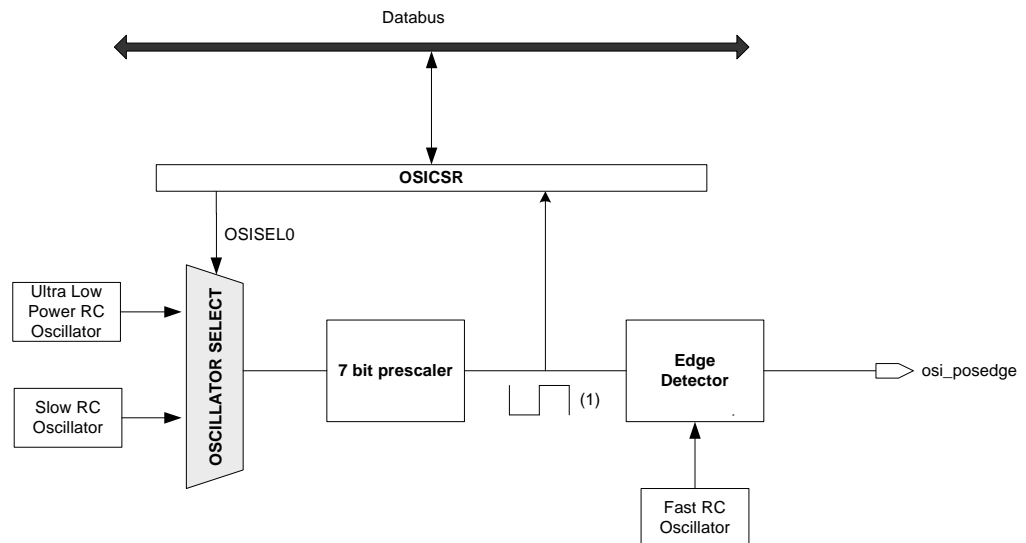 Databus
OSICSR
OSISEL0
Ultra Low
Power RC
Oscillator
OSCILLATOR SELECT
Slow RC
Oscillator
7 bit prescaler
(1)
Edge
Detector
osi_posedge
Fast RC
Oscillator